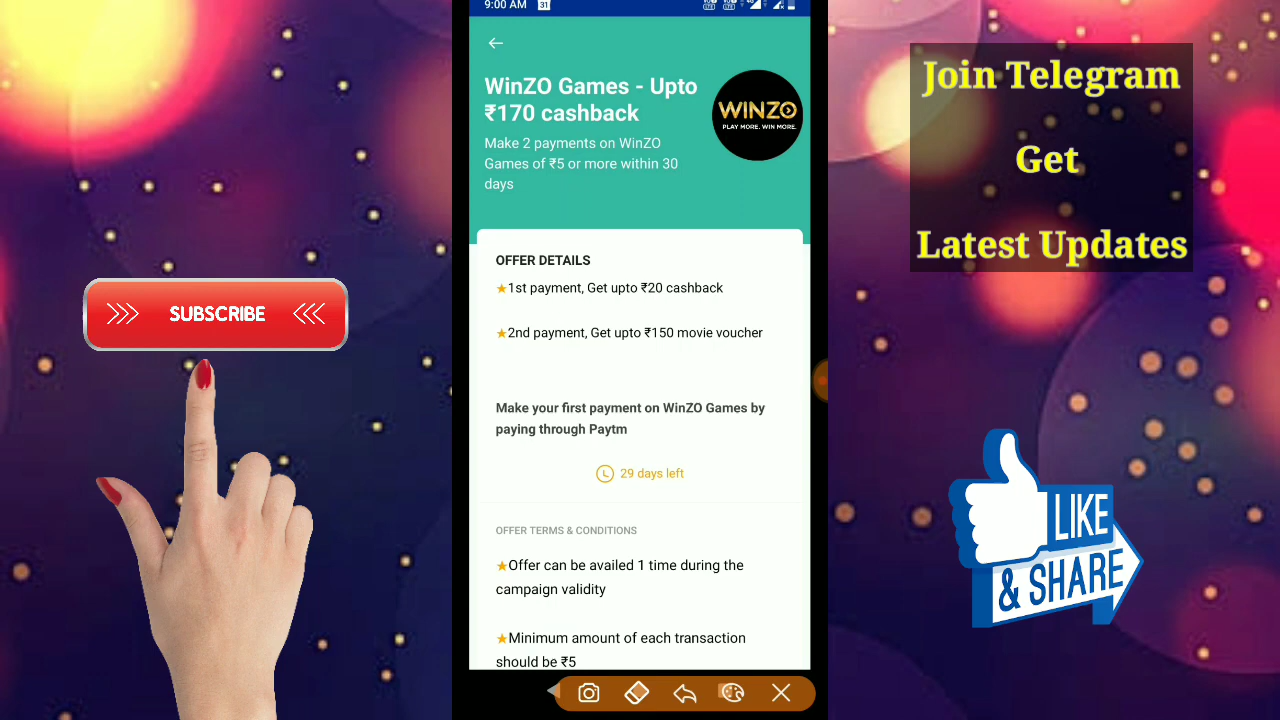 9:00 AM
31
WinZO Games - Upto
₹170 cashback
Make 2 payments on WinZO
Games of ₹5 or more within 30
days
WINZO
PLAY MORE. WIN MORE.
OFFER DETAILS
★1st payment, Get upto ₹20 cashback
★2nd payment, Get upto ₹150 movie voucher
Make your first payment on WinZO Games by
paying through Paytm
29 days left
OFFER TERMS & CONDITIONS
★Offer can be availed 1 time during the
campaign validity
★Minimum amount of each transaction
should be ₹5
SUBSCRIBE
Join Telegram
Get
Latest Updates
LIKE
& SHARE